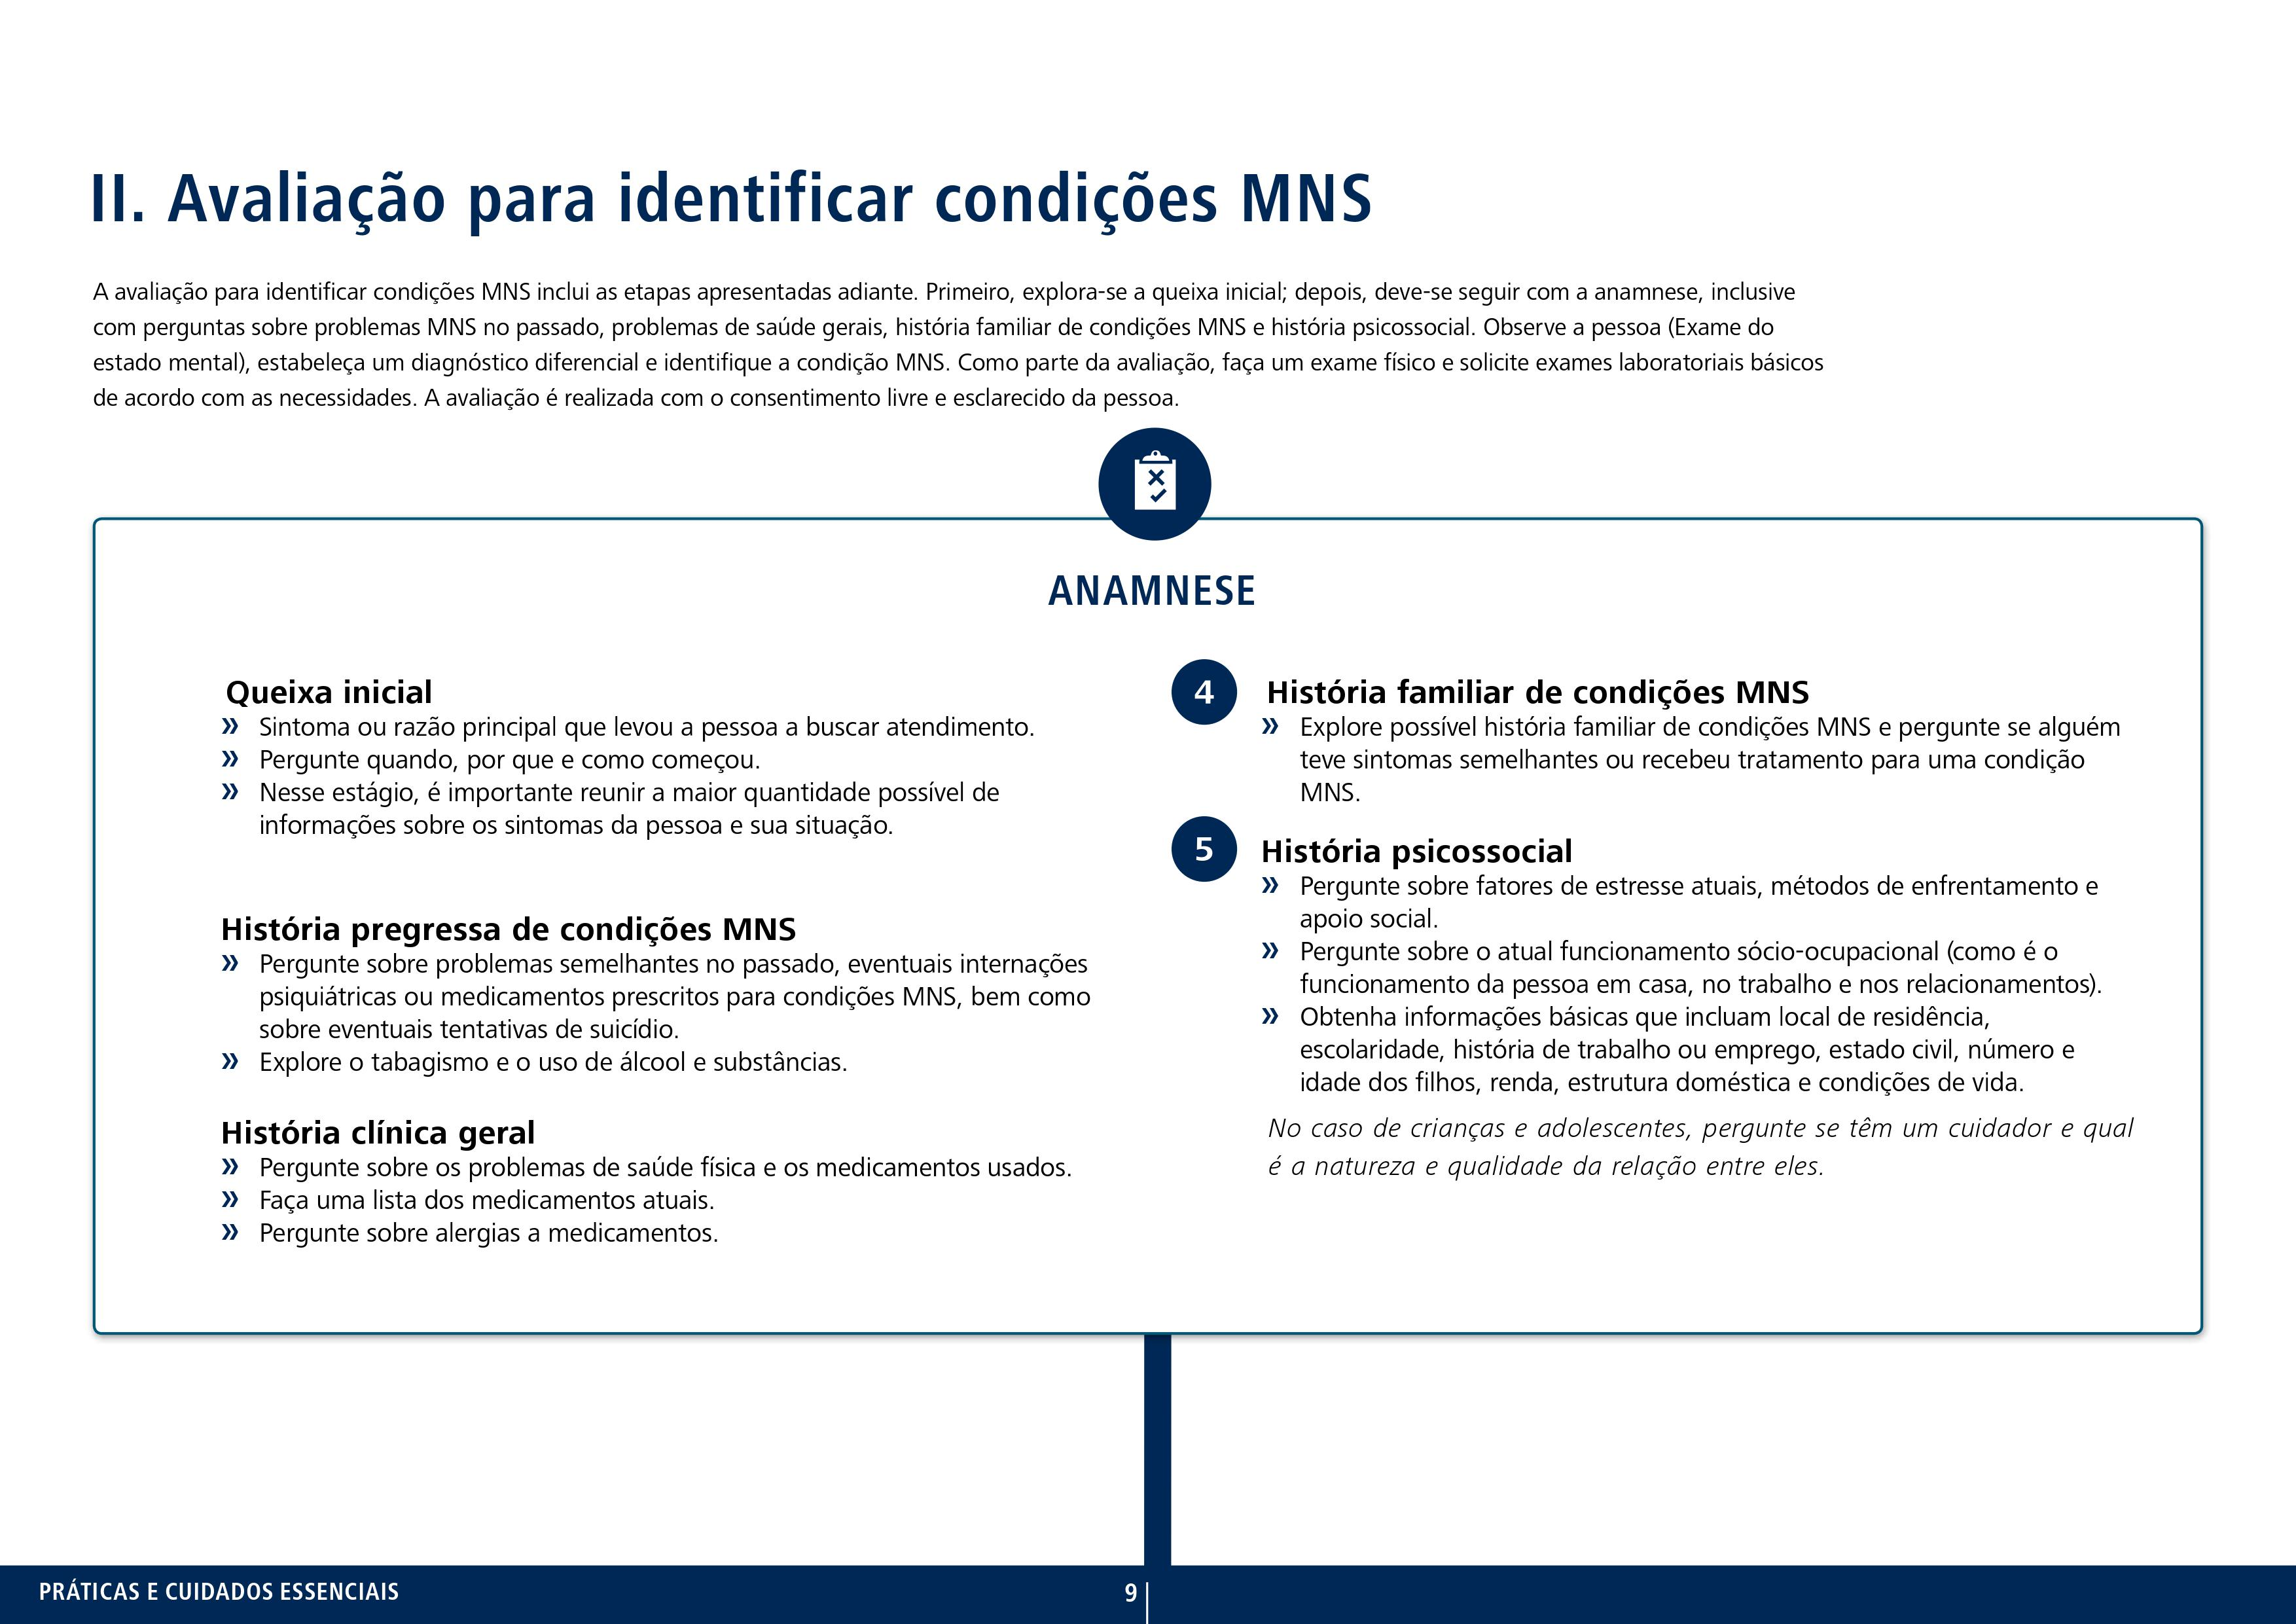 II. Avaliação para identificar condições MNS
A avaliação para identificar condições MNS inclui as etapas apresentadas adiante. Primeiro, explora-se a queixa inicial; depois, deve-se seguir com a anamnese, inclusive
com perguntas sobre problemas MNS no passado, problemas de saúde gerais, história familiar de condições MNS e história psicossocial. Observe a pessoa (Exame do
estado mental), estabeleça um diagnóstico diferencial e identifique a condição MNS. Como parte da avaliação, faça um exame físico e solicite exames laboratoriais básicos
de acordo com as necessidades. A avaliação é realizada com o consentimento livre e esclarecido da pessoa.
ANAMNESE
Queixa inicial
» Sintoma ou razão principal que levou a pessoa a buscar atendimento.
» Pergunte quando, por que e como começou.
» Nesse estágio, é importante reunir a maior quantidade possível de
informações sobre os sintomas da pessoa e sua situação.
História pregressa de condições MNS
» Pergunte sobre problemas semelhantes no passado, eventuais internações
psiquiátricas ou medicamentos prescritos para condições MNS, bem como
sobre eventuais tentativas de suicídio.
» Explore o tabagismo e o uso de álcool e substâncias.
História clínica geral
» Pergunte sobre os problemas de saúde física e os medicamentos usados.
» Faça uma lista dos medicamentos atuais.
» Pergunte sobre alergias a medicamentos.
4 História familiar de condições MNS
» Explore possível história familiar de condições MNS e pergunte se alguém
teve sintomas semelhantes ou recebeu tratamento para uma condição
MNS.
5 História psicossocial
» Pergunte sobre fatores de estresse atuais, métodos de enfrentamento e
apoio social.
» Pergunte sobre o atual funcionamento sócio-ocupacional (como é o
funcionamento da pessoa em casa, no trabalho e nos relacionamentos).
» Obtenha informações básicas que incluam local de residência,
escolaridade, história de trabalho ou emprego, estado civil, número e
idade dos filhos, renda, estrutura doméstica e condições de vida.
No caso de crianças e adolescentes, pergunte se têm um cuidador e qual
é a natureza e qualidade da relação entre eles.
PRÁTICAS E CUIDADOS ESSENCIAIS
9